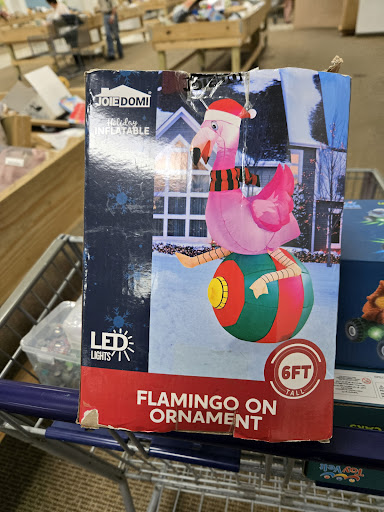 JOIEDOMI
Holiday
INFLATABLE
LED
LIGHTS
6FT
TALL
FLAMINGO ON
ORNAMENT